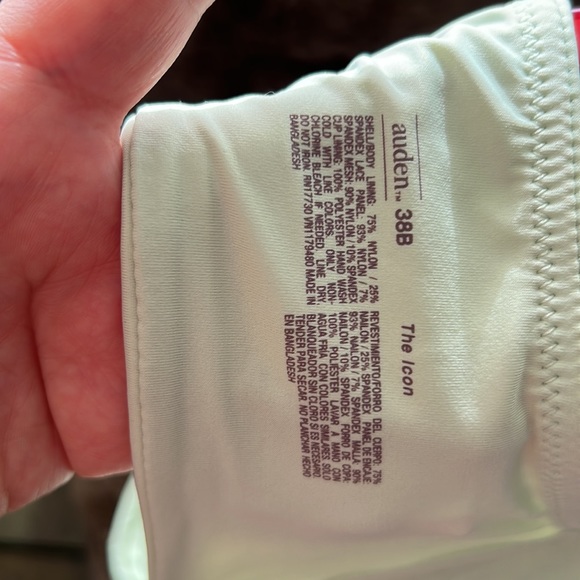 auden™ 38B
The Icon
SHELL/BODY LINING: 75% NYLON / 25%
SPANDEX LACE PANEL: 93% NYLON / 7%
SPANDEX MESH: 90% NYLON / 10% SPANDEX
CUP LINING: 100% POLYESTER HAND WASH
COLD WITH LIKE COLORS. ONLY NON-
CHLORINE BLEACH IF NEEDED. LINE DRY.
DO NOT IRON. RN17730 VN1179480 MADE IN
BANGLADESH
REVESTIMIENTO/FORRO DEL CUERPO: 75%
NAILON / 25% SPANDEX PANEL DE ENCAJE:
93% NAILON / 7% SPANDEX MALLA: 90%
NAILON / 10% SPANDEX FORRO DE COPA:
100% POLIÉSTER LAVAR A MANO CON
AGUA FRÍA CON COLORES SIMILARES. SOLO
BLANQUEADOR SIN CLORO SI ES NECESARIO.
TENDER PARA SECAR. NO PLANCHAR HECHO
EN BANGLADESH